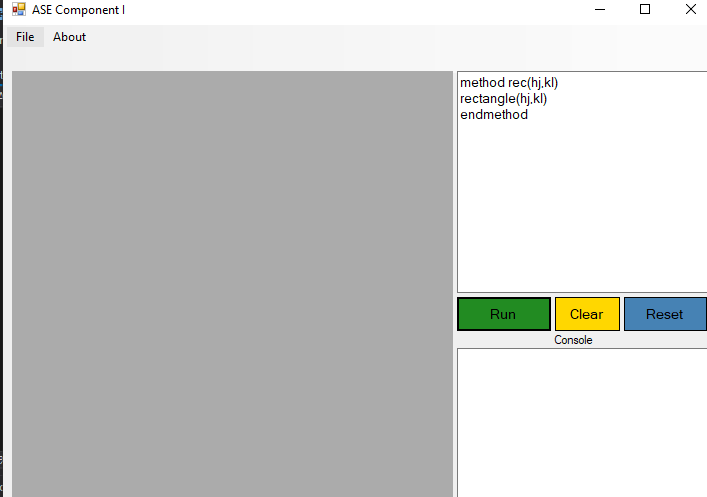 ASE Component I
File About
method rec(hj,kl)
rectangle(hj,kl)
endmethod
Run Clear Reset
Console